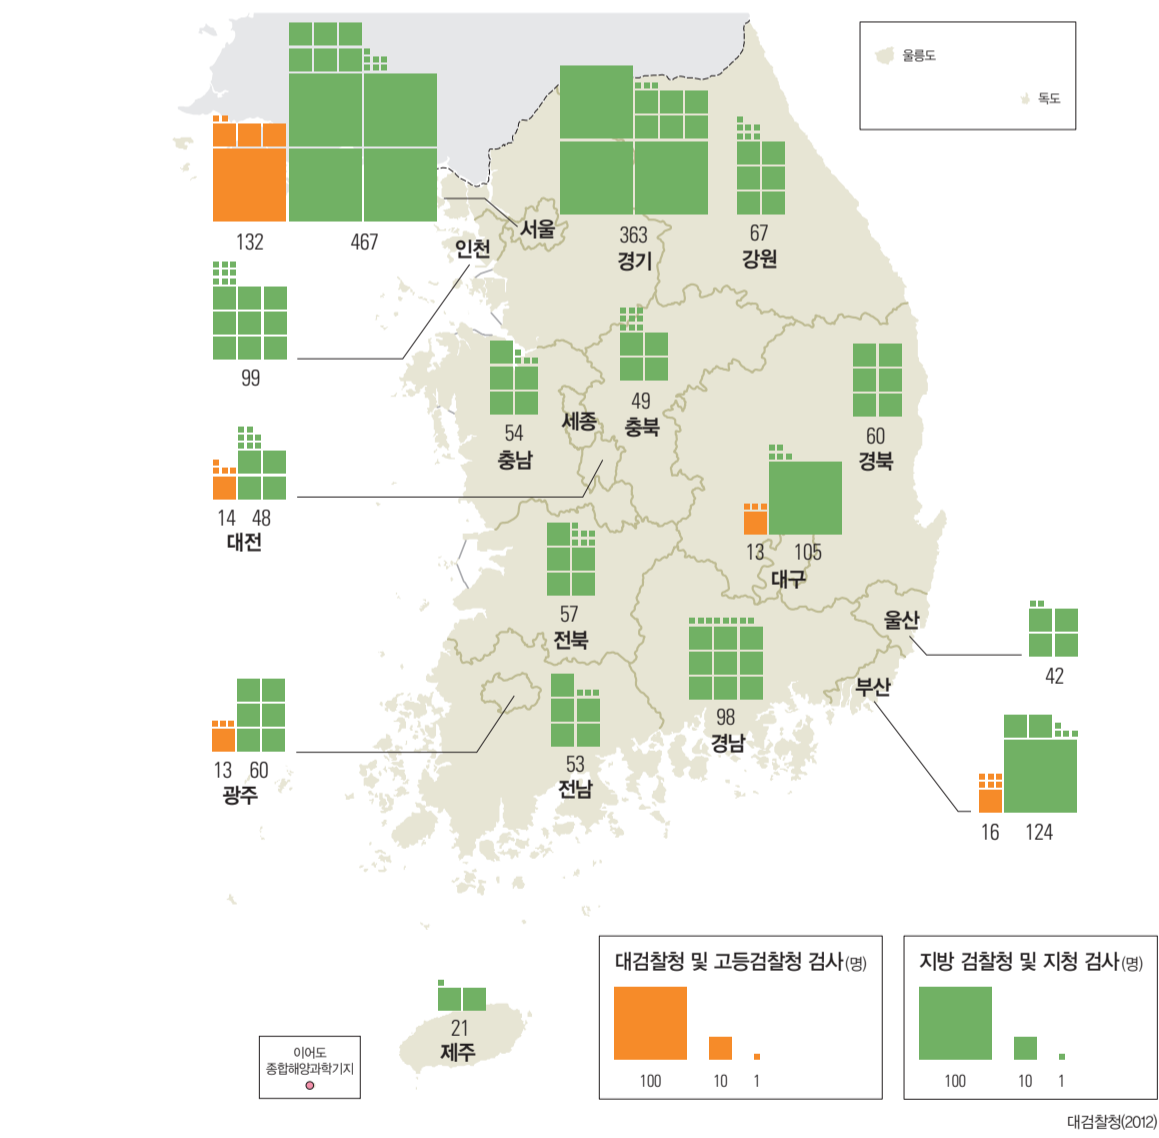 울릉도
독도
132
467
서울
363
경기
67
강원
인천
99
54
충남
세종
49
충북
60
경북
14
48
대전
13
105
대구
57
전북
울산
42
98
경남
부산
16
124
13
60
광주
53
전남
21
제주
이어도
종합해양과학기지
대검찰청 및 고등검찰청 검사(명)
100
10
1
지방 검찰청 및 지청 검사(명)
100
10
1
대검찰청(2012)